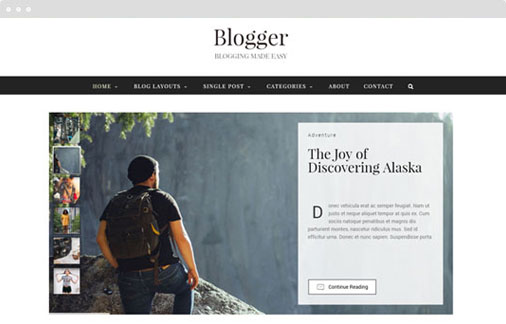 Blogger
BLOGGING MADE EASY
HOME BLOG LAYOUTS SINGLE POST CATEGORIES ABOUT CONTACT
Adventure
The Joy of
Discovering Alaska
Donec vehicula erat ac semper feugiat. Nam ut
justo et neque aliquet tempor at quis ex. Cum
sociis natoque penatibus et magnis dis
parturient montes, nascetur ridiculus mus. Sed id
efficitur urna. Donec et nunc sapien. Suspendisse porta
Continue Reading